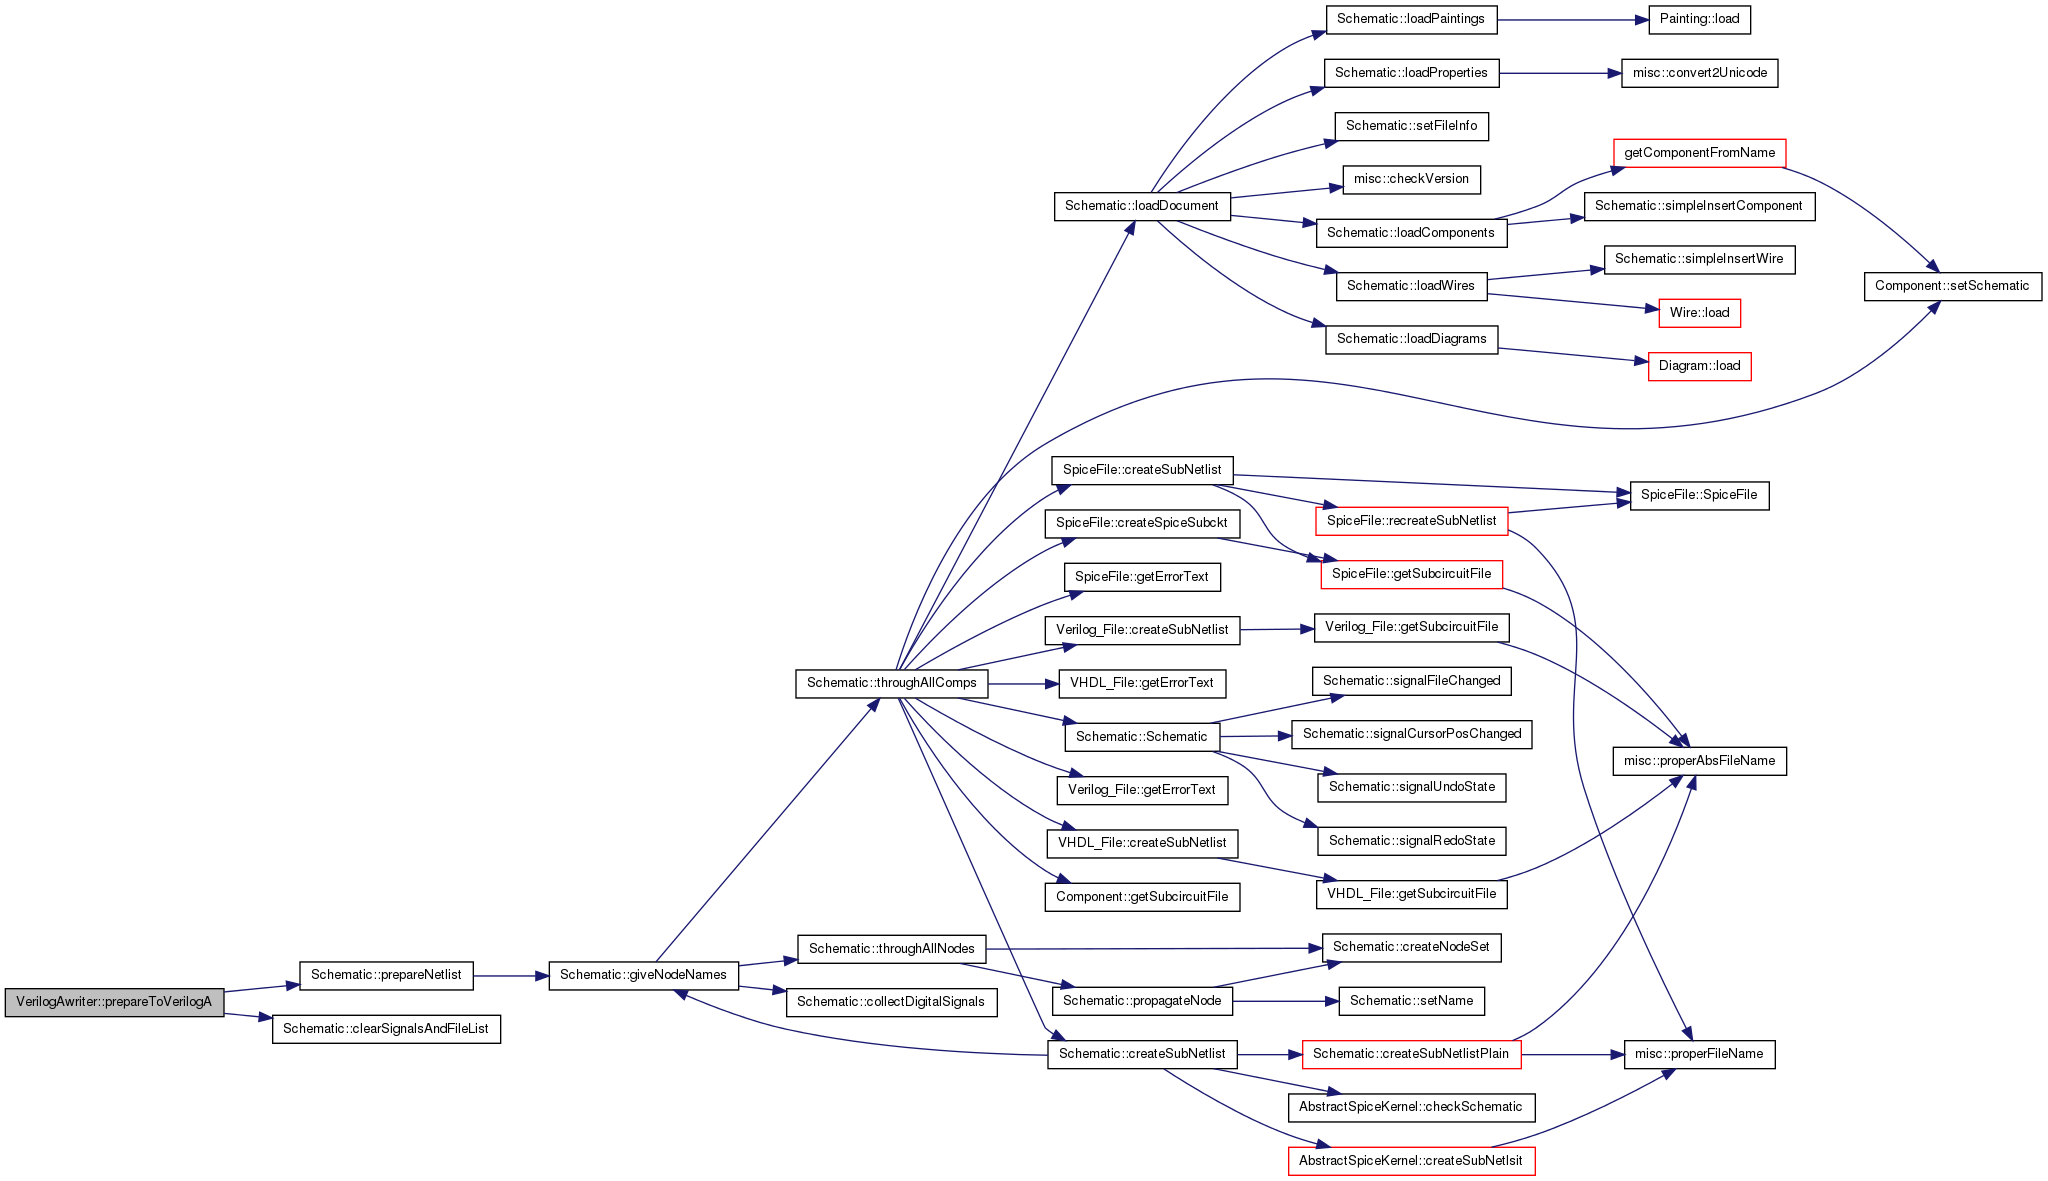 VerilogAwriter::prepareToVerilogA
Schematic::prepareNetlist
Schematic::clearSignalsAndFileList
Schematic::giveNodeNames
Schematic::throughAllComps
Schematic::throughAllNodes
Schematic::collectDigitalSignals
Schematic::loadDocument
SpiceFile::createSubNetlist
SpiceFile::createSpiceSubckt
SpiceFile::getErrorText
Verilog_File::createSubNetlist
VHDL_File::getErrorText
Schematic::Schematic
Verilog_File::getErrorText
VHDL_File::createSubNetlist
Component::getSubcircuitFile
Schematic::propagateNode
Schematic::createSubNetlist
Schematic::loadPaintings
Schematic::loadProperties
Schematic::setFileInfo
misc::checkVersion
Schematic::loadComponents
Schematic::loadWires
Schematic::loadDiagrams
SpiceFile::recreateSubNetlist
SpiceFile::getSubcircuitFile
Verilog_File::getSubcircuitFile
Schematic::signalFileChanged
Schematic::signalCursorPosChanged
Schematic::signalUndoState
Schematic::signalRedoState
VHDL_File::getSubcircuitFile
Schematic::createNodeSet
Schematic::setName
Schematic::createSubNetlistPlain
AbstractSpiceKernel::checkSchematic
AbstractSpiceKernel::createSubNetlsit
Painting::load
misc::convert2Unicode
getComponentFromName
Schematic::simpleInsertComponent
Schematic::simpleInsertWire
Wire::load
Diagram::load
SpiceFile::SpiceFile
misc::properAbsFileName
misc::properFileName
Component::setSchematic